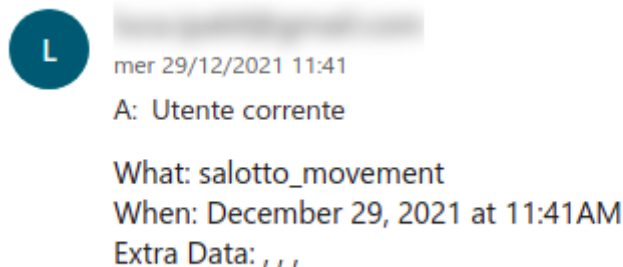 L
mer 29/12/2021 11:41
A: Utente corrente
What: salotto_movement
When: December 29, 2021 at 11:41AM
Extra Data: , , ,